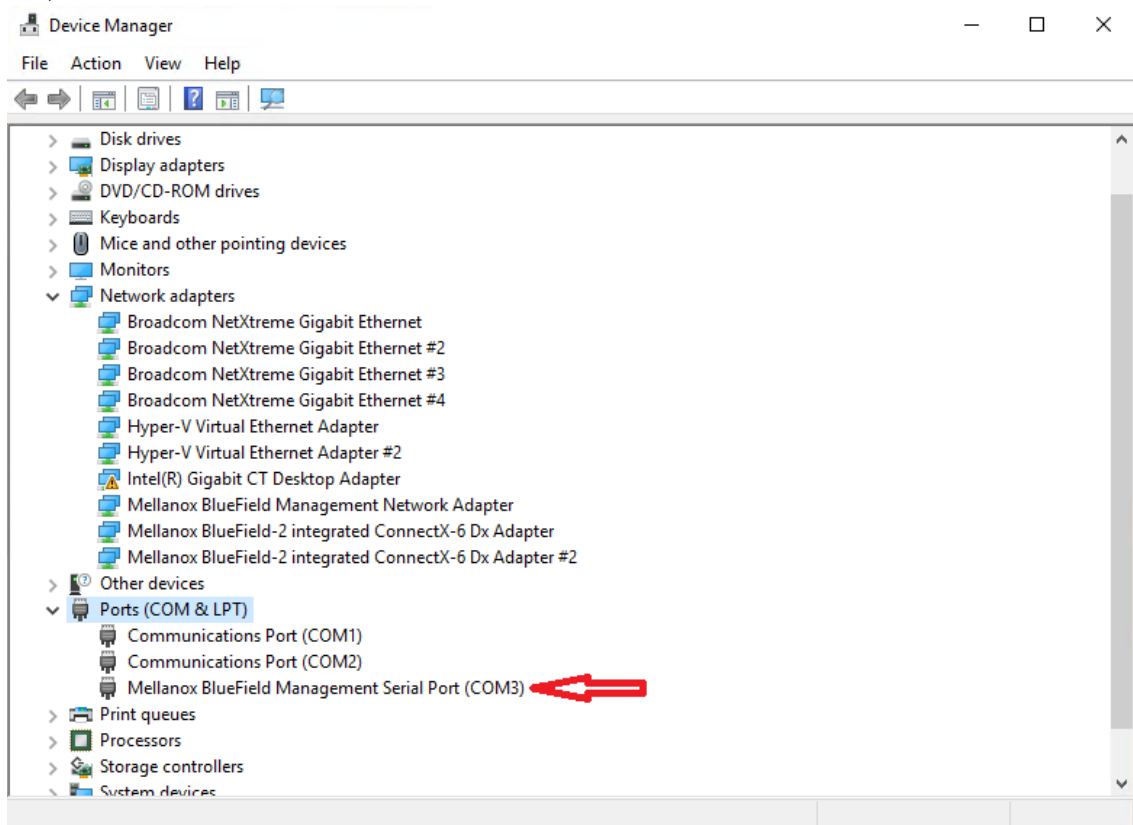 Device Manager
File Action View Help
Disk drives
Display adapters
DVD/CD-ROM drives
Keyboards
Mice and other pointing devices
Monitors
Network adapters
Broadcom NetXtreme Gigabit Ethernet
Broadcom NetXtreme Gigabit Ethernet #2
Broadcom NetXtreme Gigabit Ethernet #3
Broadcom NetXtreme Gigabit Ethernet #4
Hyper-V Virtual Ethernet Adapter
Hyper-V Virtual Ethernet Adapter #2
Intel(R) Gigabit CT Desktop Adapter
Mellanox BlueField Management Network Adapter
Mellanox BlueField-2 integrated ConnectX-6 Dx Adapter
Mellanox BlueField-2 integrated ConnectX-6 Dx Adapter #2
Other devices
Ports (COM & LPT)
Communications Port (COM1)
Communications Port (COM2)
Mellanox BlueField Management Serial Port (COM3)
Print queues
Processors
Storage controllers
System devices